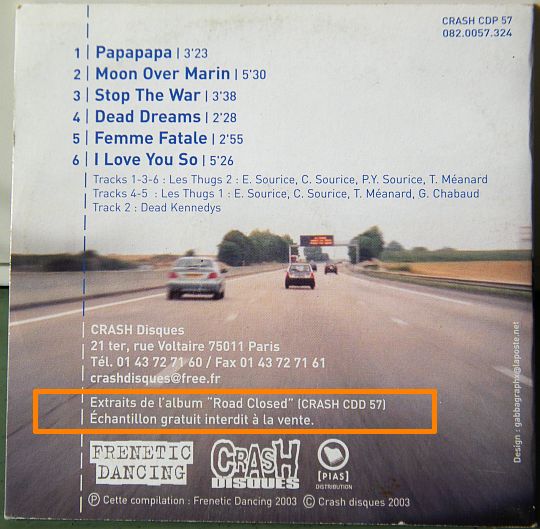 CRASH CDP 57
082.0057.324
1 | Papapapa | 3'23
2 | Moon Over Marin | 5'30
3 | Stop The War | 3'38
4 | Dead Dreams | 2'28
5 | Femme Fatale | 2'55
6 | I Love You So | 5'26
Tracks 1-3-6 : Les Thugs 2 : E. Sourice, C. Sourice, P.Y. Sourice, T. Méanard
Tracks 4-5 : Les Thugs 1 : E. Sourice, C. Sourice, T. Méanard, G. Chabaud
Track 2 : Dead Kennedys
CRASH Disques
21 ter, rue Voltaire 75011 Paris
Tél. 01 43 72 71 60 / Fax 01 43 72 71 61
crashdisques@free.fr
Extraits de l'album "Road Closed" (CRASH CDD 57)
Échantillon gratuit interdit à la vente.
FRENETIC
DANCING
CRASH
DISQUES
[PIAS]
DISTRIBUTION
Ⓟ Cette compilation : Frenetic Dancing 2003 © Crash disques 2003
Design : gabbagraphx@laposte.net